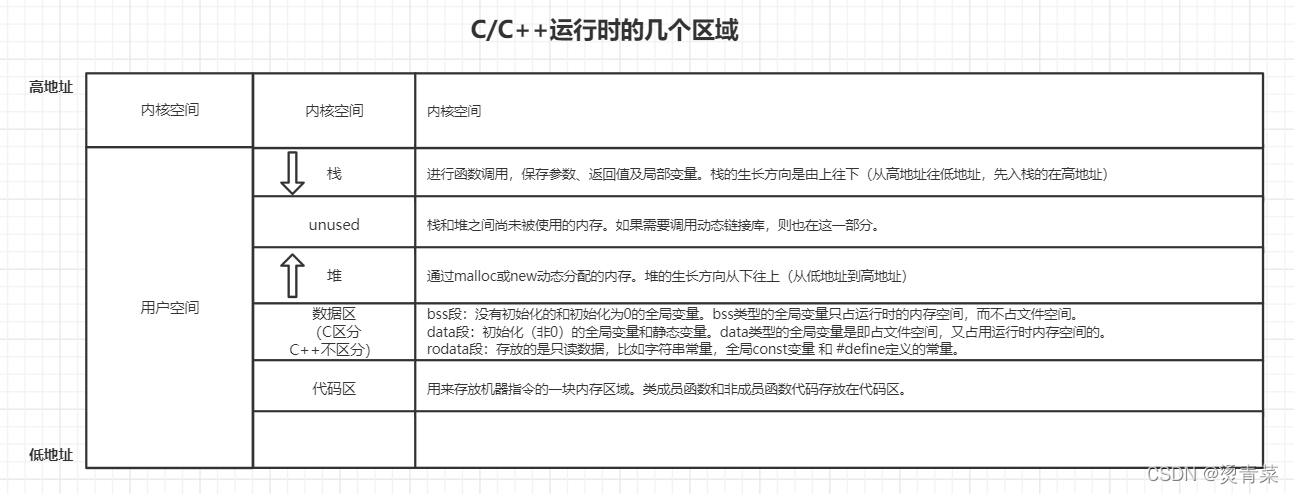 C/C++运行时的几个区域
高地址
内核空间
内核空间
内核空间
用户空间
栈
进行函数调用，保存参数、返回值及局部变量。栈的生长方向是由上往下（从高地址往低地址，先入栈的在高地址）
unused
栈和堆之间尚未被使用的内存。如果需要调用动态链接库，则也在这一部分。
堆
通过malloc或new动态分配的内存。堆的生长方向从下往上（从低地址到高地址）
数据区
(C区分
C++不区分)
bss段：没有初始化的和初始化为0的全局变量。bss类型的全局变量只占运行时的内存空间，而不占文件空间。
data段：初始化（非0）的全局变量和静态变量。data类型的全局变量是即占文件空间，又占用运行时内存空间的。
rodata段：存放的是只读数据，比如字符串常量，全局const变量 和 #define定义的常量。
代码区
用来存放机器指令的一块内存区域。类成员函数和非成员函数代码存放在代码区。
低地址
CSDN @烫青菜